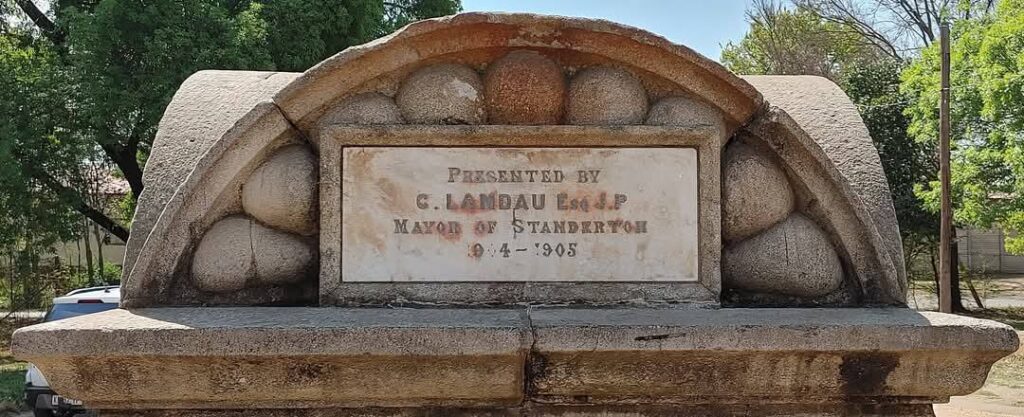 PRESENTED BY
C. LANDAU ESQ J.P
MAYOR OF STANDERTON
1904-1905